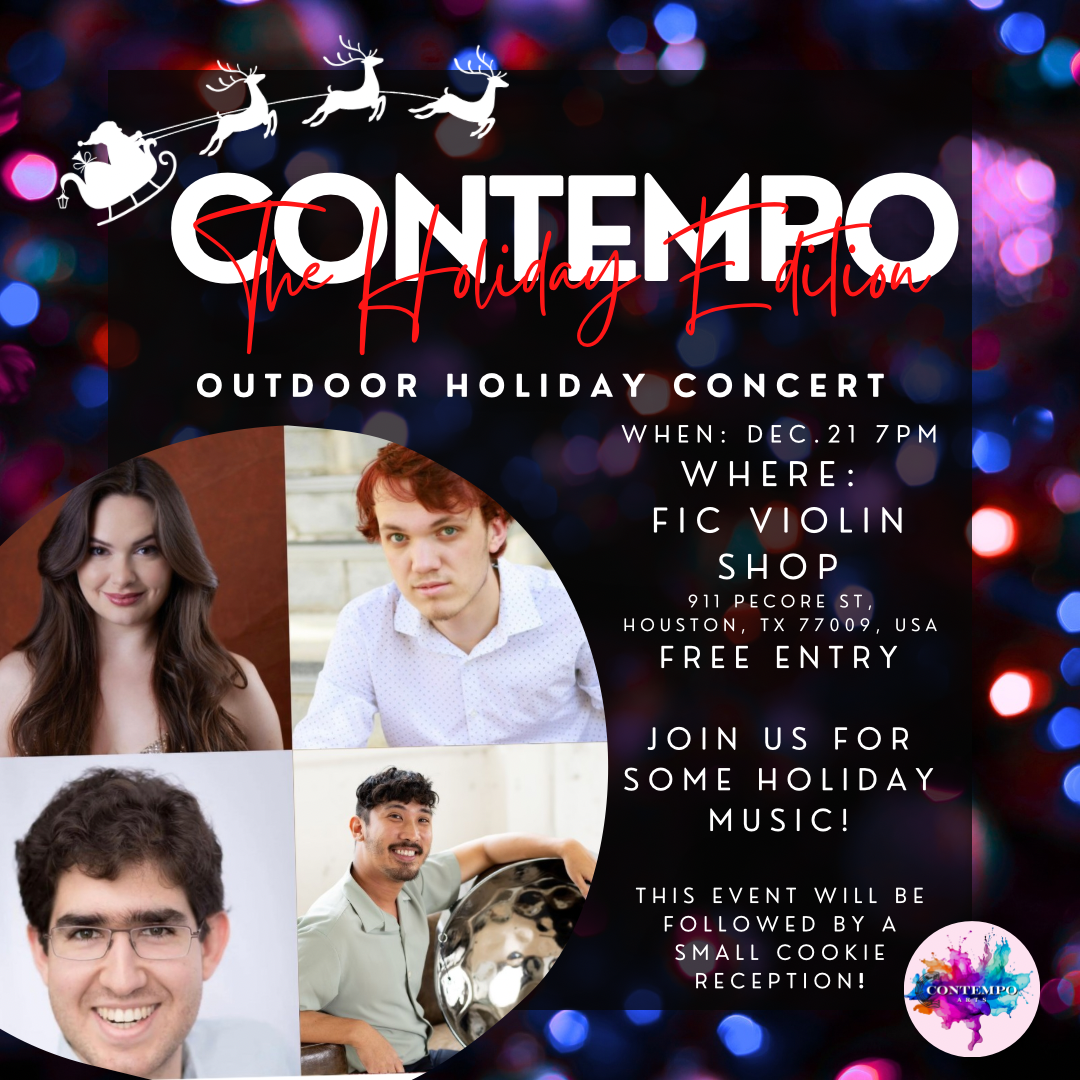 CONTEMPO
The Holiday Edition
OUTDOOR HOLIDAY CONCERT
WHEN: DEC.21 7PM
WHERE:
FIC VIOLIN
SHOP
911 PECORE ST,
HOUSTON, TX 77009, USA
FREE ENTRY
JOIN US FOR
SOME HOLIDAY
MUSIC!
THIS EVENT WILL BE
FOLLOWED BY A
SMALL COOKIE
RECEPTION!
CONTEMPO
ARTS